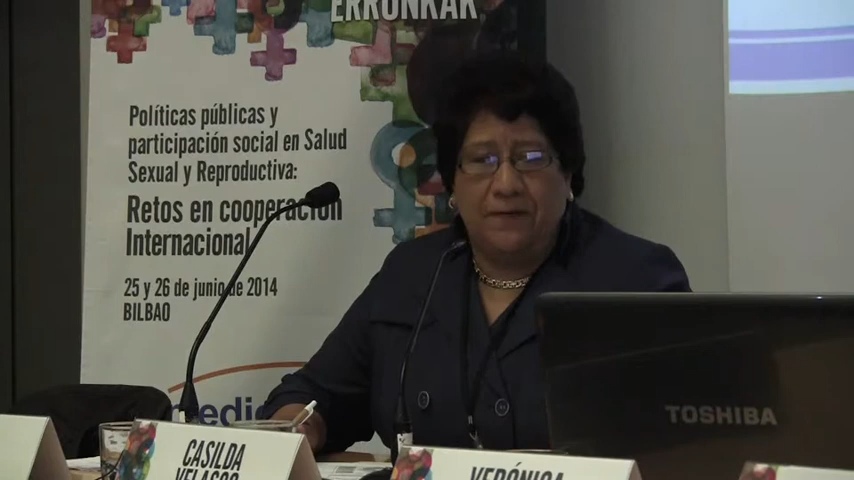 ERRONKAK
Políticas públicas y
participación social en Salud
Sexual y Reproductiva:
Retos en cooperación
Internacional
25 y 26 de junio de 2014
BILBAO
medic
TOSHIBA
CASILDA
VELASCO
VERÓNICA